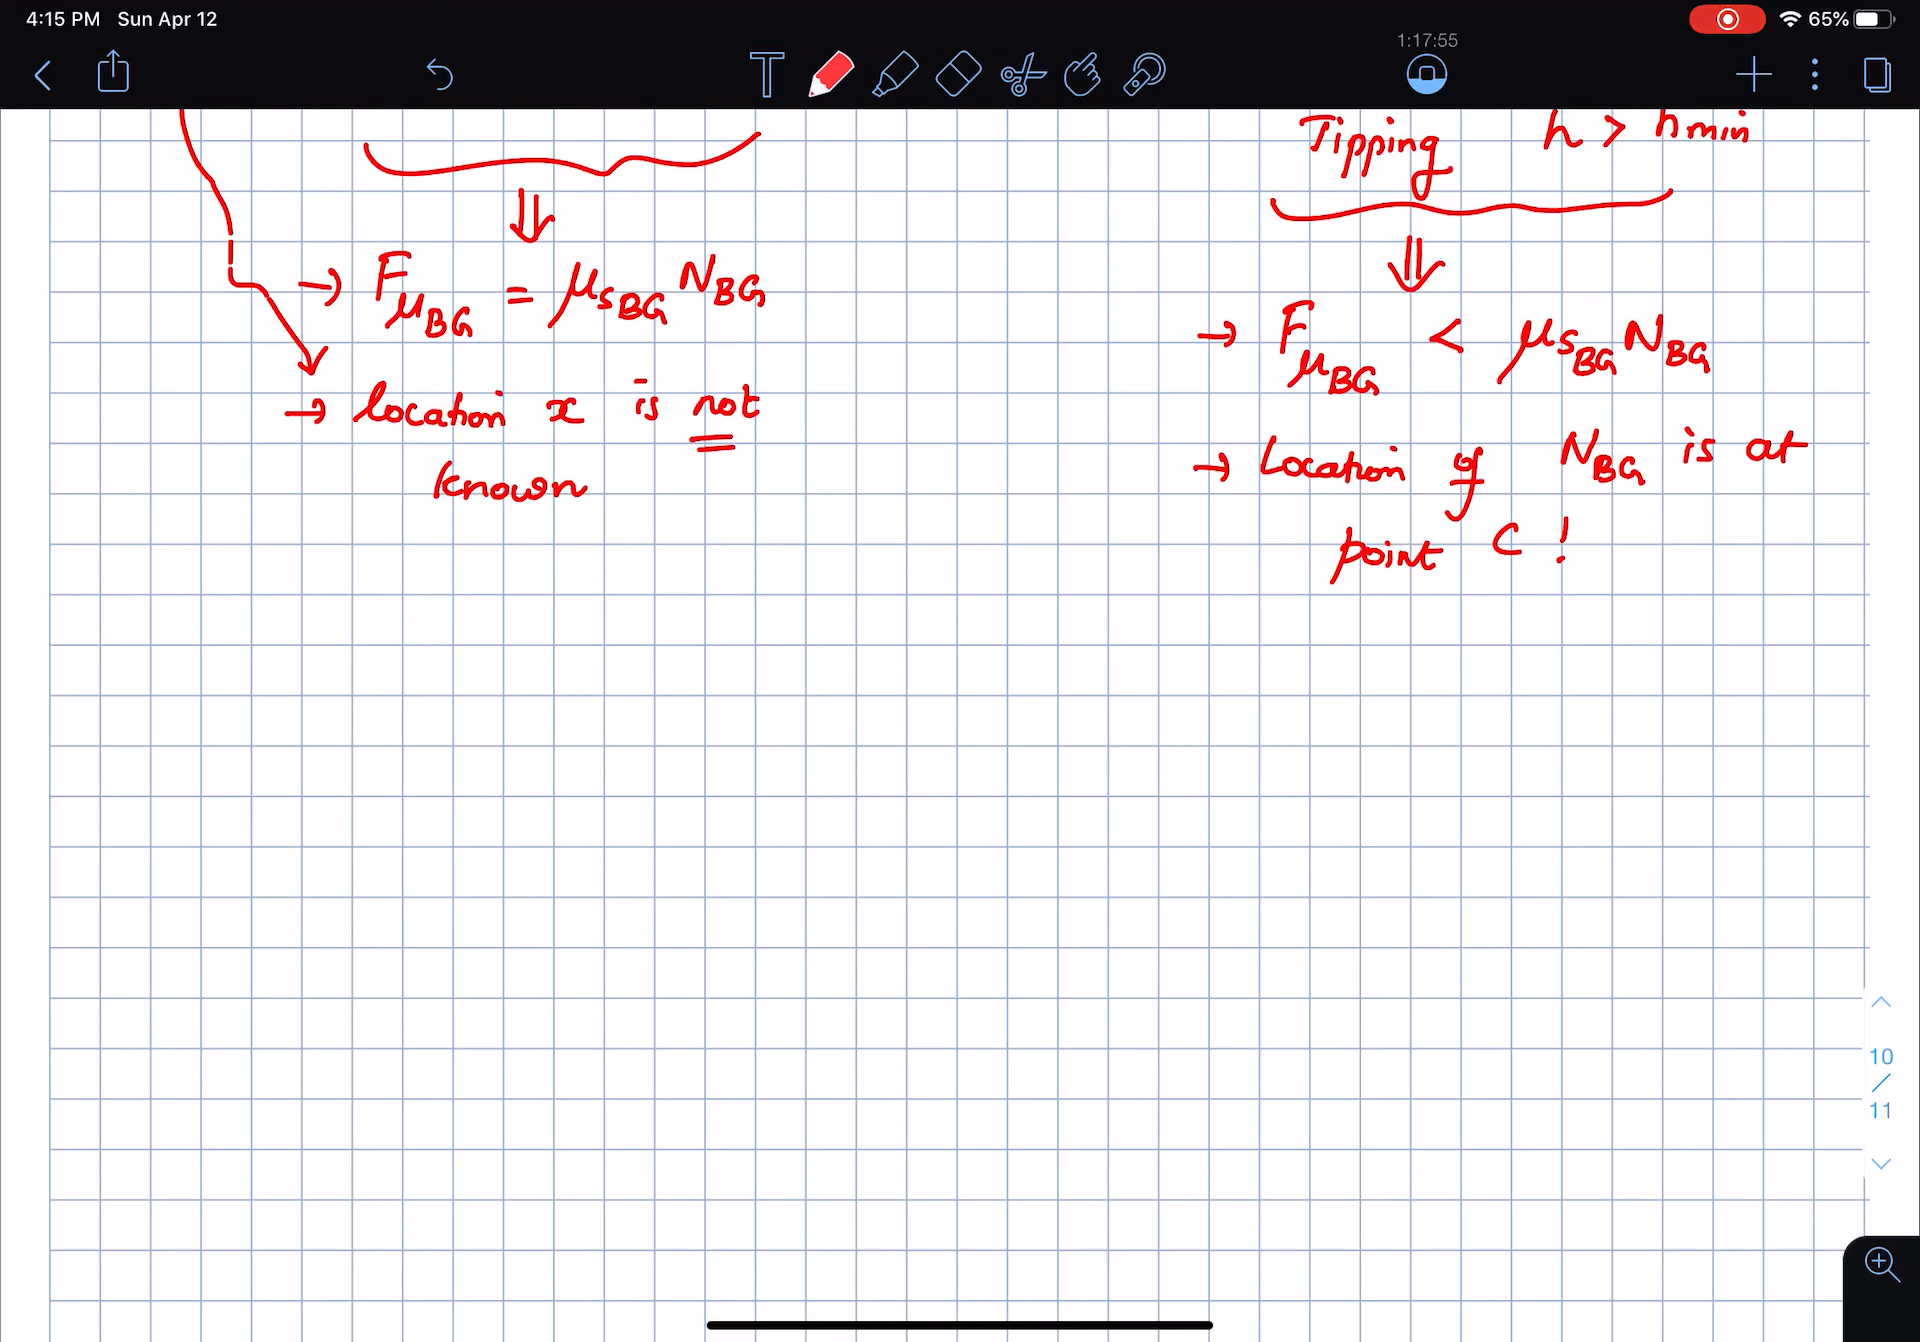 4:15 PM Sun Apr 12
65%
1:17:55
T
Tipping h > hmin
→ FμBG = μsBG NBG
→ location x is not
known
→ FμBG < μsBG NBG
→ Location of NBG is at
point C !
10
/
11